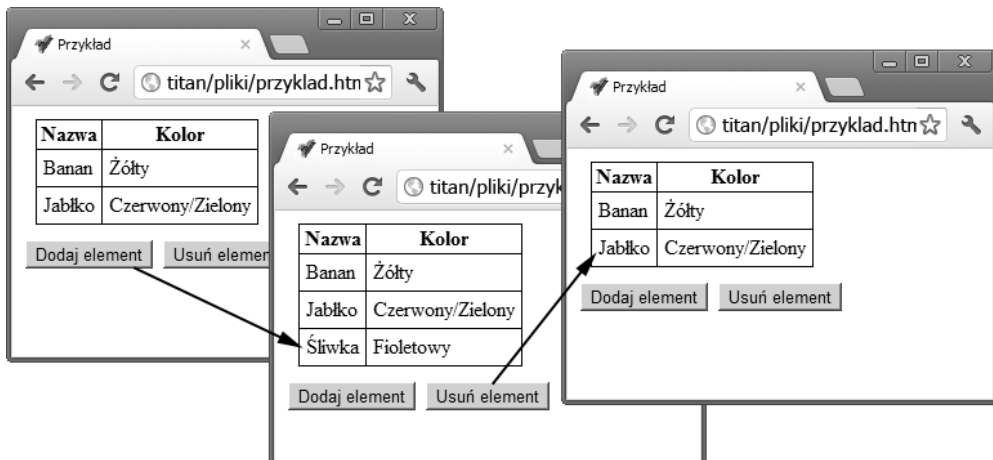 Przykład
titan/pliki/przyklad.htn
Nazwa Kolor
Banan Żółty
Jabłko Czerwony/Zielony
Dodaj element Usuń elemen
Przykład
titan/pliki/przyk
Nazwa Kolor
Banan Żółty
Jabłko Czerwony/Zielony
Śliwka Fioletowy
Dodaj element Usuń element
Przykład
titan/pliki/przyklad.htn
Nazwa Kolor
Banan Żółty
Jabłko Czerwony/Zielony
Dodaj element Usuń element